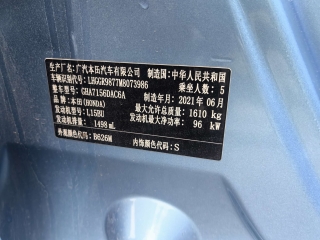 生产厂名：广汽本田汽车有限公司 制造国：中华人民共和国
车辆识别代号：LHGGR9877M8073986 乘坐人数：5
整车型号：GHA7156DAC6A 制造年月：2021年06月
品牌：本田(HONDA) 最大允许总质量：1610 kg
发动机型号：L15BU 发动机最大净功率：96 kW
发动机排量：1498 mL
外观颜色代码：B626M 内饰颜色代码：S